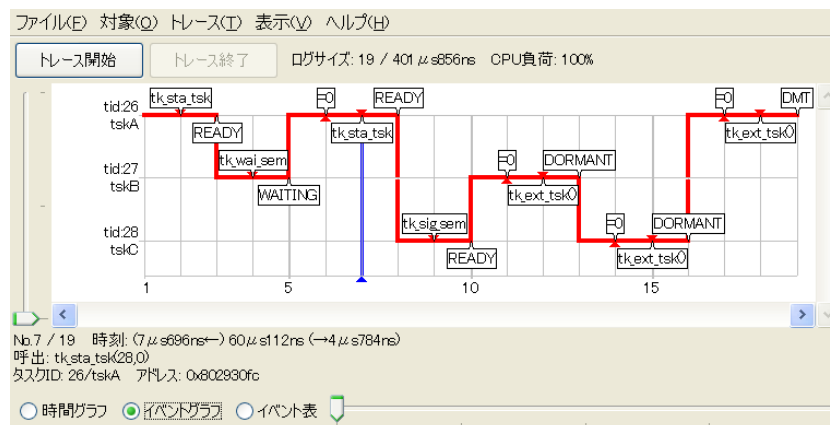 ファイル(F) 対象(O) トレース(T) 表示(V) ヘルプ(H)
トレース開始 トレース終了 ログサイズ: 19 / 401μs856ns CPU負荷: 100%
tid:26
tskA
tid:27
tskB
tid:28
tskC
tk_sta_tsk
READY
tk_wai_sem
WAITING
=0
tk_sta_tsk
READY
tk_sig_sem
READY
=0
DORMANT
tk_ext_tsk()
=0
DORMANT
tk_ext_tsk()
=0
DMT
tk_ext_tsk()
1 5 10 15
No.7 / 19 時刻: (7μs696ns←) 60μs112ns (→4μs784ns)
呼出: tk_sta_tsk(28,0)
タスクID: 26/tskA アドレス: 0x802930fc
時間グラフ イベントグラフ イベント表